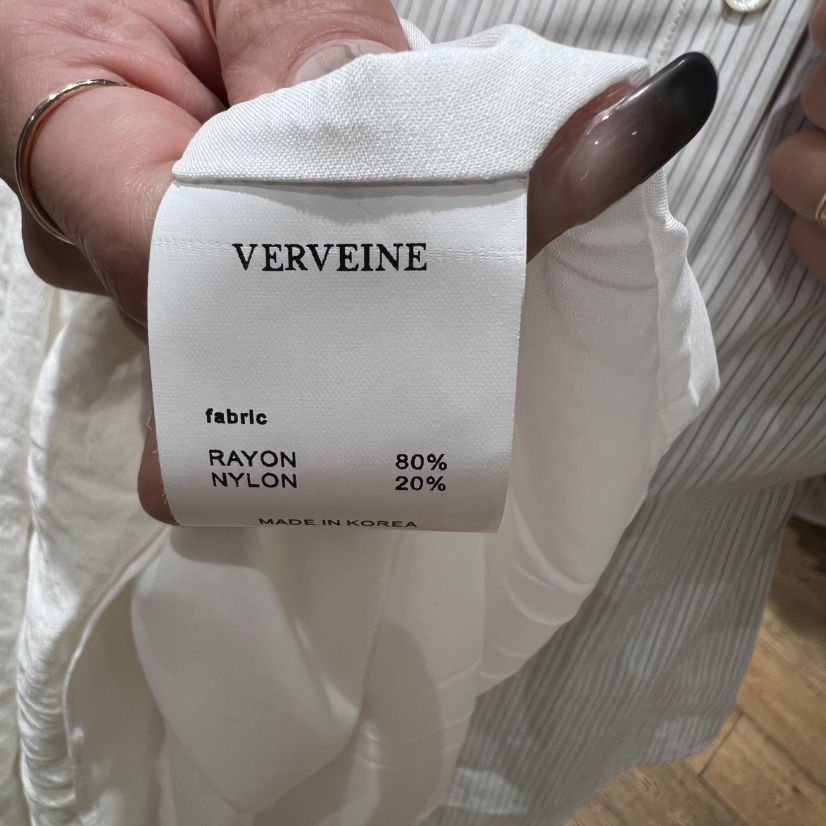 VERVEINE
fabric
RAYON 80%
NYLON 20%
MADE IN KOREA